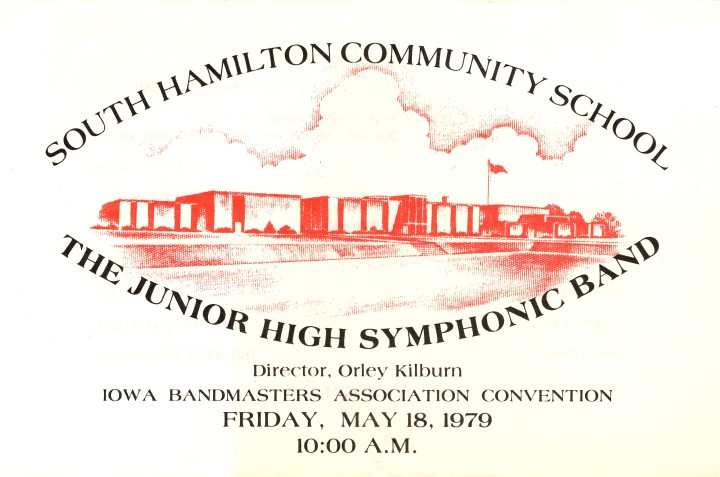 SOUTH HAMILTON COMMUNITY SCHOOL
THE JUNIOR HIGH SYMPHONIC BAND
Director, Orley Kilburn
IOWA BANDMASTERS ASSOCIATION CONVENTION
FRIDAY, MAY 18, 1979
10:00 A.M.